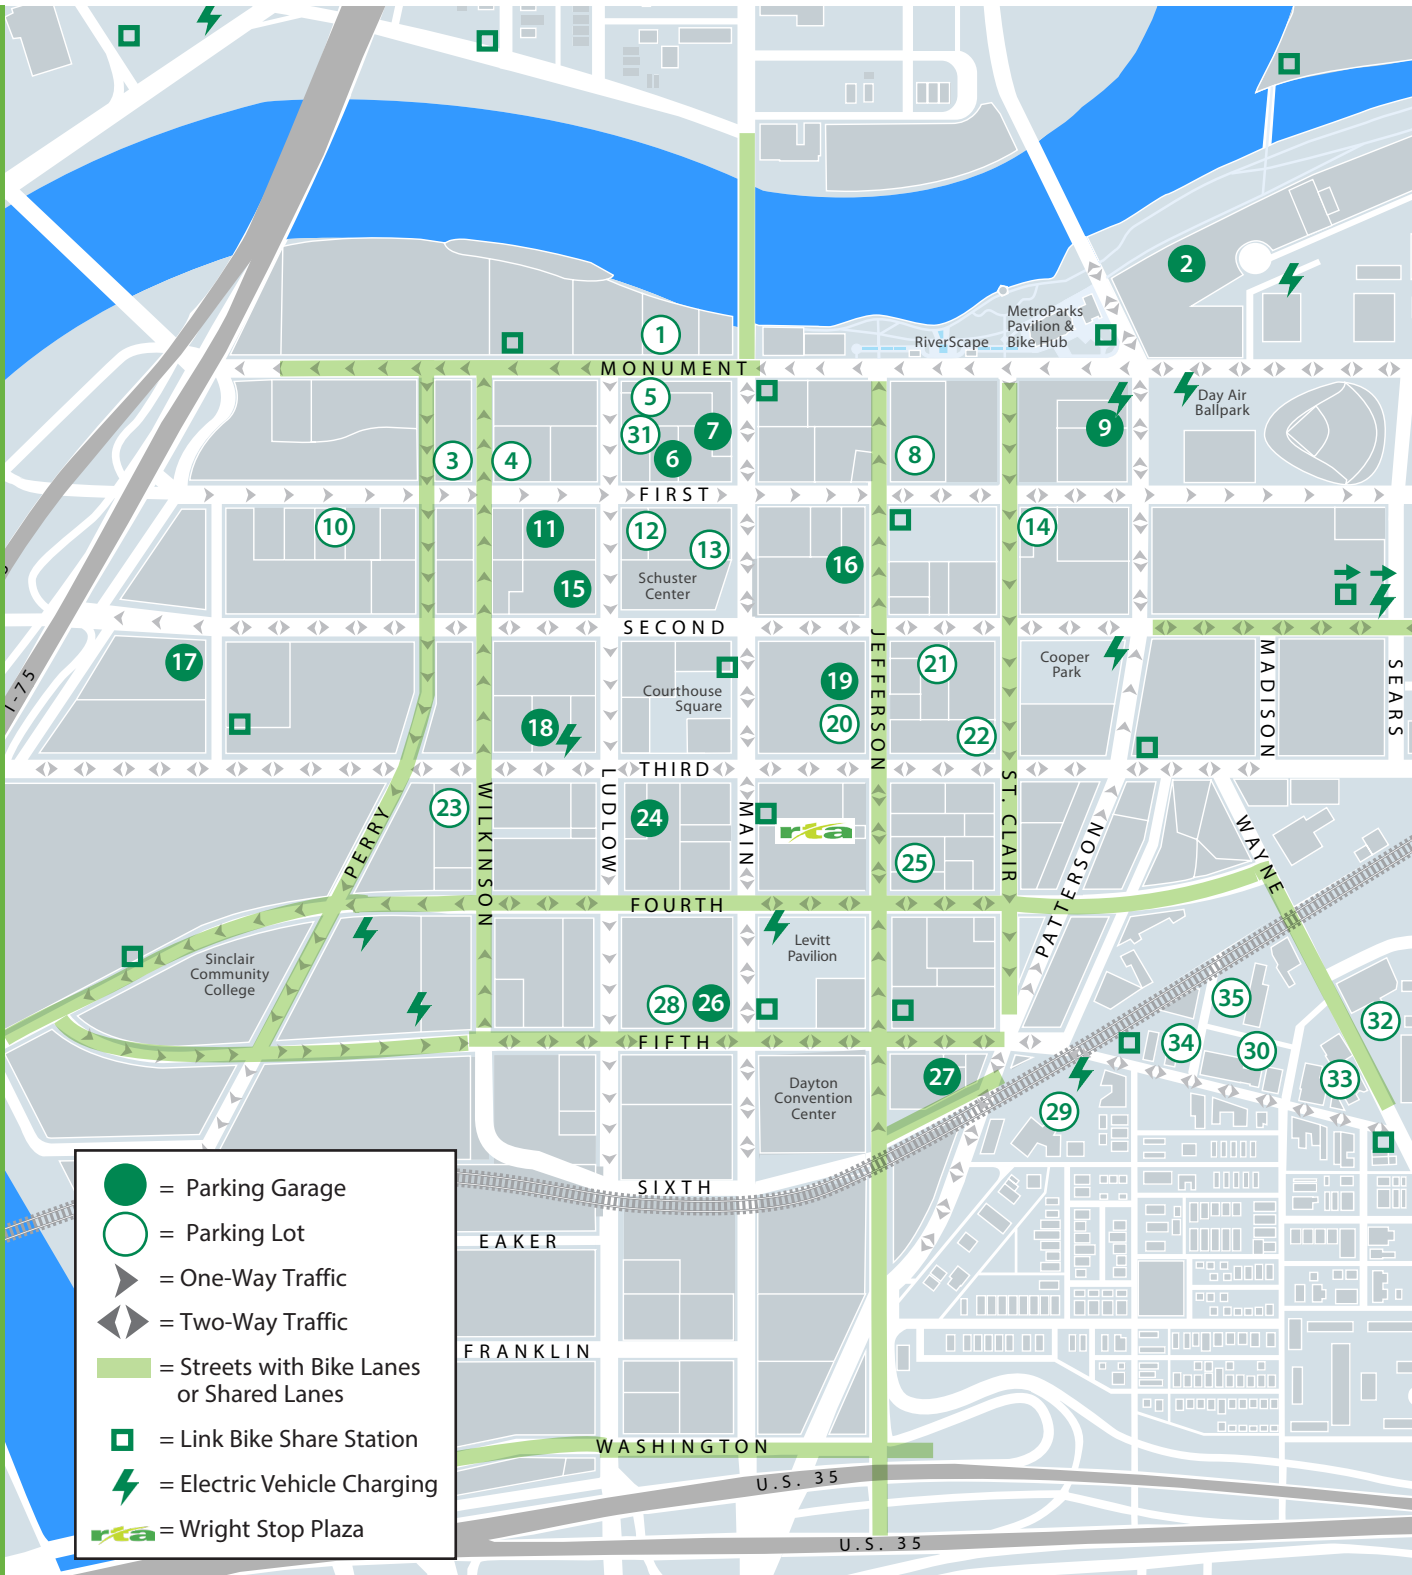 2
MetroParks
Pavilion &
Bike Hub
RiverScape
1
MONUMENT
5
31
7
6
3
4
8
9
Day Air
Ballpark
FIRST
10
11
12
13
14
15
16
Schuster
Center
SECOND
17
18
Courthouse
Square
19
20
21
22
Cooper
Park
JEFFERSON
MADISON
SEARS
I-75
THIRD
23
24
25
PERRY
WILKINSON
LUDLOW
MAIN
rta
ST. CLAIR
PATTERSON
WAYNE
FOURTH
Sinclair
Community
College
Levitt
Pavilion
28
26
35
32
34
30
33
FIFTH
27
29
Dayton
Convention
Center
SIXTH
EAKER
FRANKLIN
WASHINGTON
U.S. 35
U.S. 35
= Parking Garage
= Parking Lot
= One-Way Traffic
= Two-Way Traffic
= Streets with Bike Lanes
or Shared Lanes
= Link Bike Share Station
= Electric Vehicle Charging
rta = Wright Stop Plaza